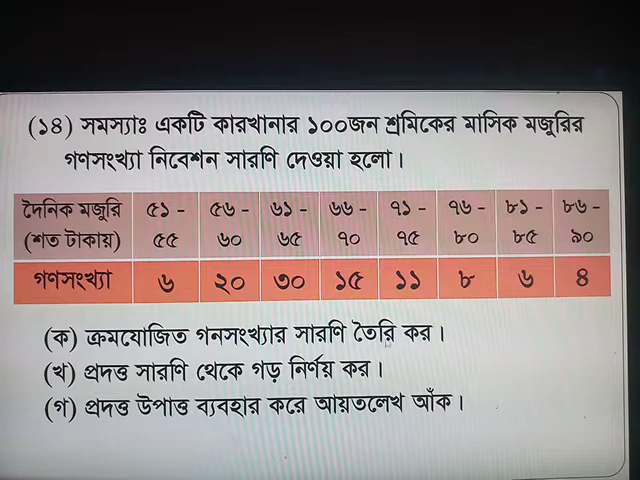 (১৪) সমস্যাঃ একটি কারখানার ১০০জন শ্রমিকের মাসিক মজুরির
গণসংখ্যা নিবেশন সারণি দেওয়া হলো।
দৈনিক মজুরি ৫১ - ৫৬ - ৬১ - ৬৬ - ৭১ - ৭৬ - ৮১ - ৮৬ -
(শত টাকায়) ৫৫ ৬০ ৬৫ ৭০ ৭৫ ৮০ ৮৫ ৯০
গণসংখ্যা ৬ ২০ ৩০ ১৫ ১১ ৮ ৬ ৪
(ক) ক্রমযোজিত গনসংখ্যার সারণি তৈরি কর।
(খ) প্রদত্ত সারণি থেকে গড় নির্ণয় কর।
(গ) প্রদত্ত উপাত্ত ব্যবহার করে আয়তলেখ আঁক।